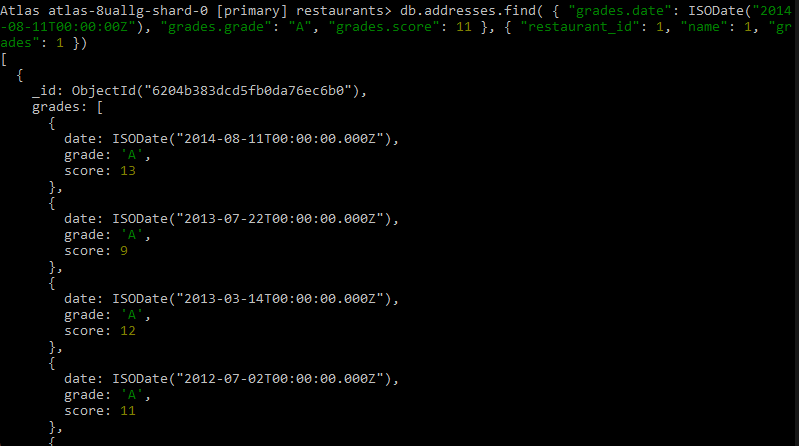 Atlas atlas-8uallg-shard-0 [primary] restaurants> db.addresses.find( { "grades.date": ISODate("2014
-08-11T00:00:00Z"), "grades.grade": "A", "grades.score": 11 }, { "restaurant_id": 1, "name": 1, "gr
ades": 1 })
[
  {
    _id: ObjectId("6204b383dcd5fb0da76ec6b0"),
    grades: [
      {
        date: ISODate("2014-08-11T00:00:00.000Z"),
        grade: 'A',
        score: 13
      },
      {
        date: ISODate("2013-07-22T00:00:00.000Z"),
        grade: 'A',
        score: 9
      },
      {
        date: ISODate("2013-03-14T00:00:00.000Z"),
        grade: 'A',
        score: 12
      },
      {
        date: ISODate("2012-07-02T00:00:00.000Z"),
        grade: 'A',
        score: 11
      },
      {